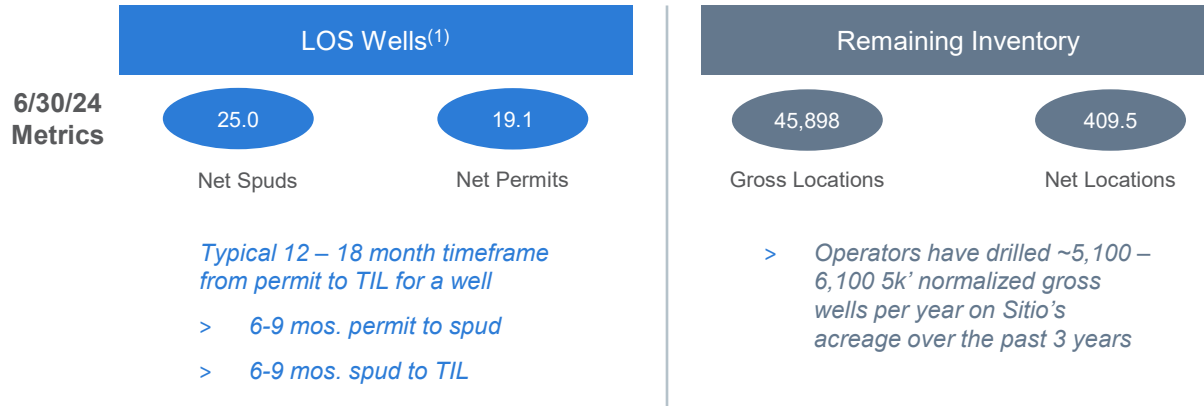 LOS Wells(1)
Remaining Inventory
6/30/24
Metrics
25.0
19.1
45,898
409.5
Net Spuds
Net Permits
Gross Locations
Net Locations
Typical 12 – 18 month timeframe
from permit to TIL for a well
> 6-9 mos. permit to spud
> 6-9 mos. spud to TIL
> Operators have drilled ~5,100 –
6,100 5k’ normalized gross
wells per year on Sitio’s
acreage over the past 3 years